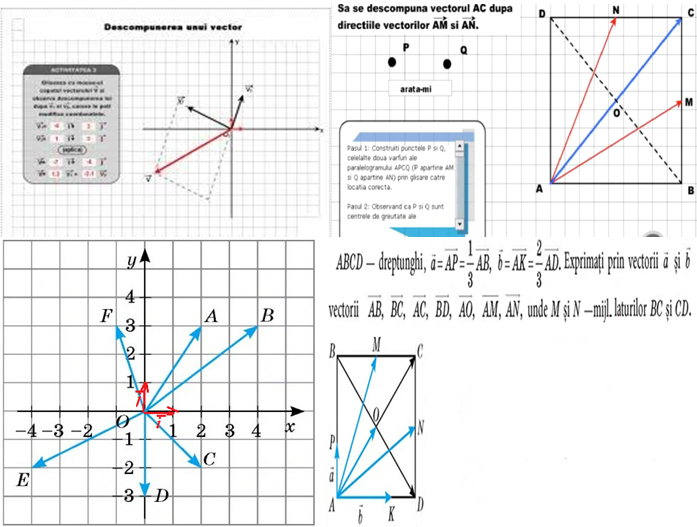 Descompunerea unui vector
ACTIVITATEA 3
modifica coordonatele.
(aplica)
Y
x
V
Sa se descompuna vectorul AC dupa
directiile vectorilor AM si AN.
P
Q
arata-mi
Pasul 1: Construiti punctele P si Q,
celelalte doua varfuri ale
paralelogramului APCQ (P apartine AM
si Q apartine AN) prin glisare catre
locatia corecta.
Pasul 2: Observand ca P si Q sunt
centrele de greutate ale
D
N
C
M
O
A
B
y
4
3
2
1
F
A
B
O
-4 -3 -2 -1
1 2 3 4
x
-1
-2
-3
E
C
D
ABCD — dreptunghi, a⃗ = AP⃗ = 1/3 AB⃗, b⃗ = AK⃗ = 2/3 AD⃗. Exprimați prin vectorii a⃗ și b⃗
vectorii AB⃗, BC⃗, AC⃗, BD⃗, AO⃗, AM⃗, AN⃗, unde M și N —mijl. laturilor BC și CD.
B
M
C
O
N
P
a⃗
A
b⃗
K
D